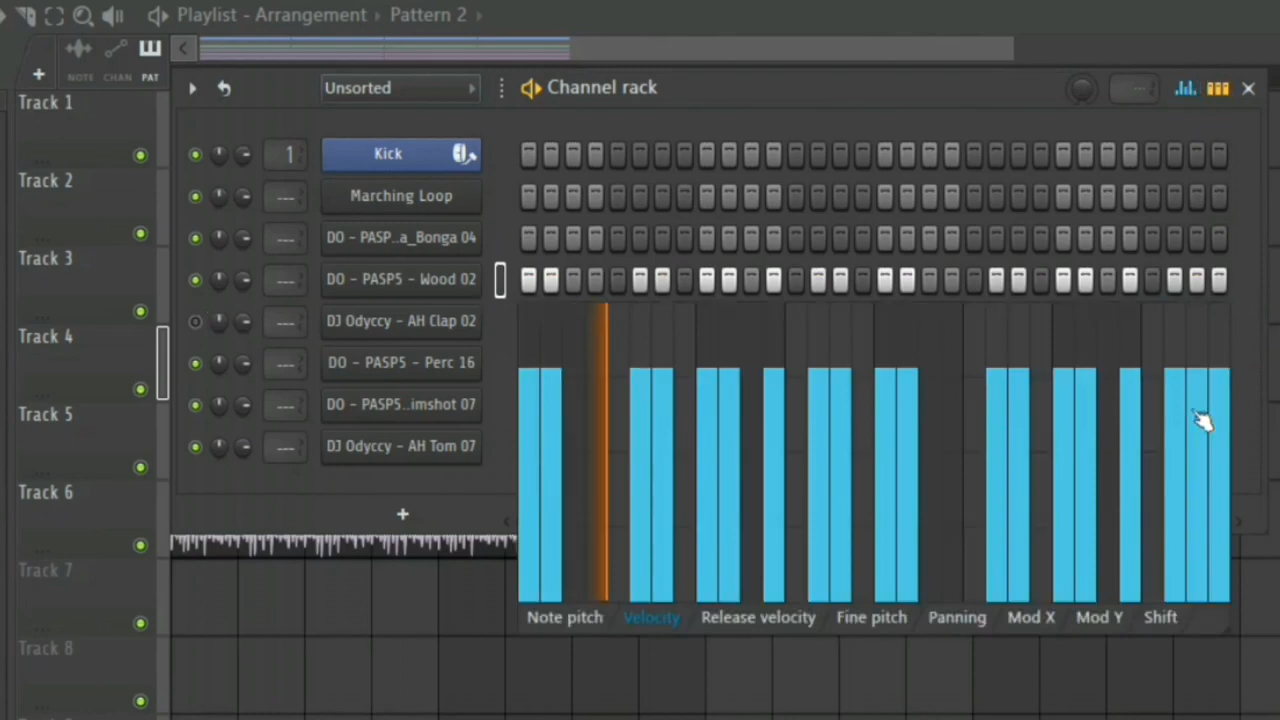 Playlist - Arrangement › Pattern 2 ›
NOTE CHAN PAT
Unsorted
Channel rack
Track 1
Track 2
Track 3
Track 4
Track 5
Track 6
Track 7
Track 8
1 Kick
--- Marching Loop
--- DO - PASP..a_Bonga 04
--- DO - PASP5 - Wood 02
--- DJ Odyccy - AH Clap 02
--- DO - PASP5 - Perc 16
--- DO - PASP5..imshot 07
--- DJ Odyccy - AH Tom 07
+
Note pitch Velocity Release velocity Fine pitch Panning Mod X Mod Y Shift